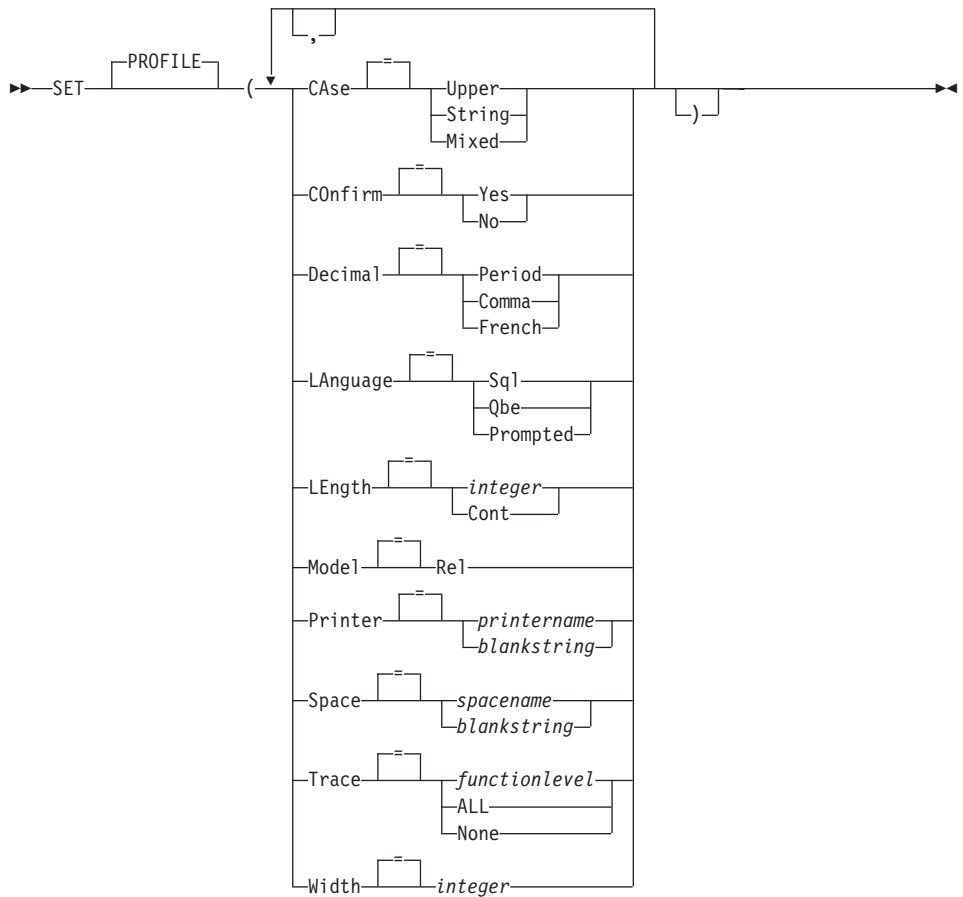 ,
PROFILE =
SET ( CAse Upper )
String
Mixed
=
COnfirm Yes
No
=
Decimal Period
Comma
French
=
LAnguage Sql
Qbe
Prompted
=
LEngth integer
Cont
=
Model Rel
=
Printer printername
blankstring
=
Space spacename
blankstring
=
Trace functionlevel
ALL
None
=
Width integer